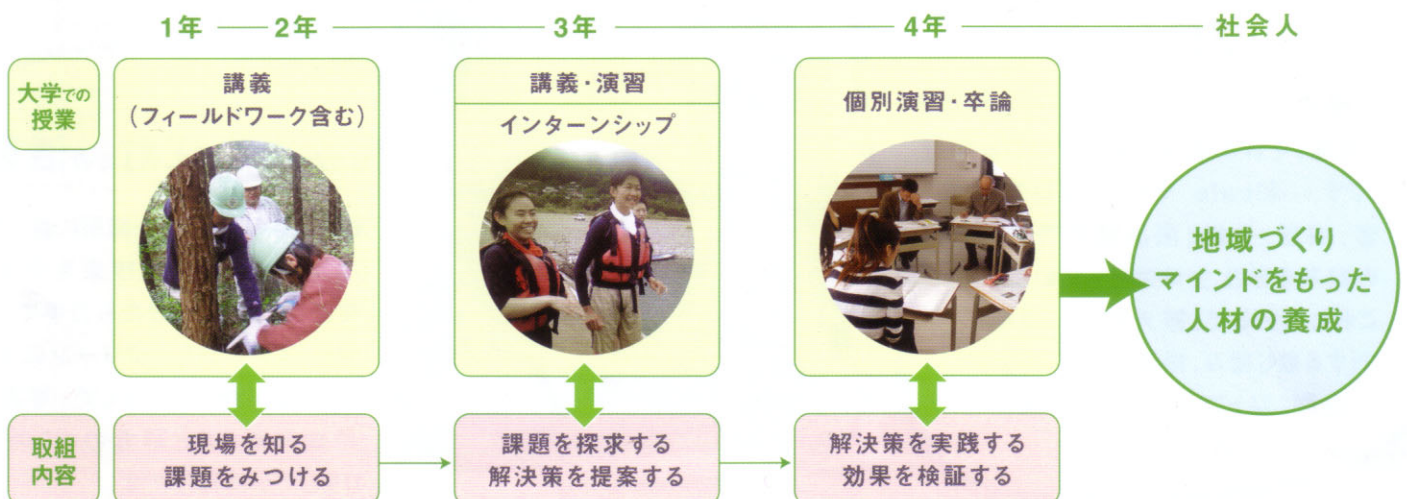 1年 2年 3年 4年 社会人
大学での
授業
講義
(フィールドワーク含む)
講義・演習
インターンシップ
個別演習・卒論
地域づくり
マインドをもった
人材の養成
取組
内容
現場を知る
課題をみつける
課題を探求する
解決策を提案する
解決策を実践する
効果を検証する